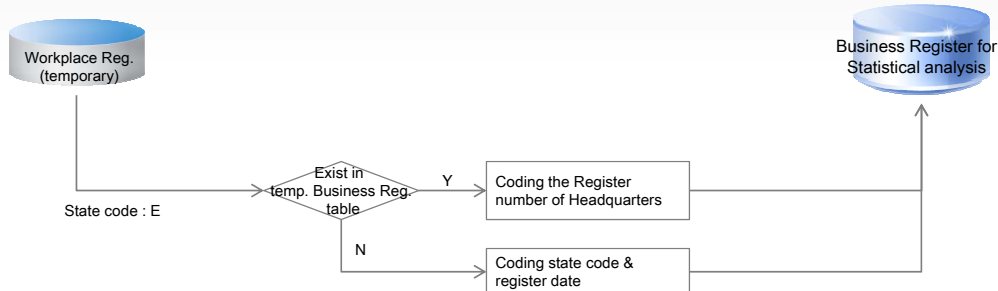 Workplace Reg.
(temporary)
Business Register for
Statistical analysis
Exist in
temp. Business Reg.
table
Y
Coding the Register
number of Headquarters
State code : E
N
Coding state code &
register date